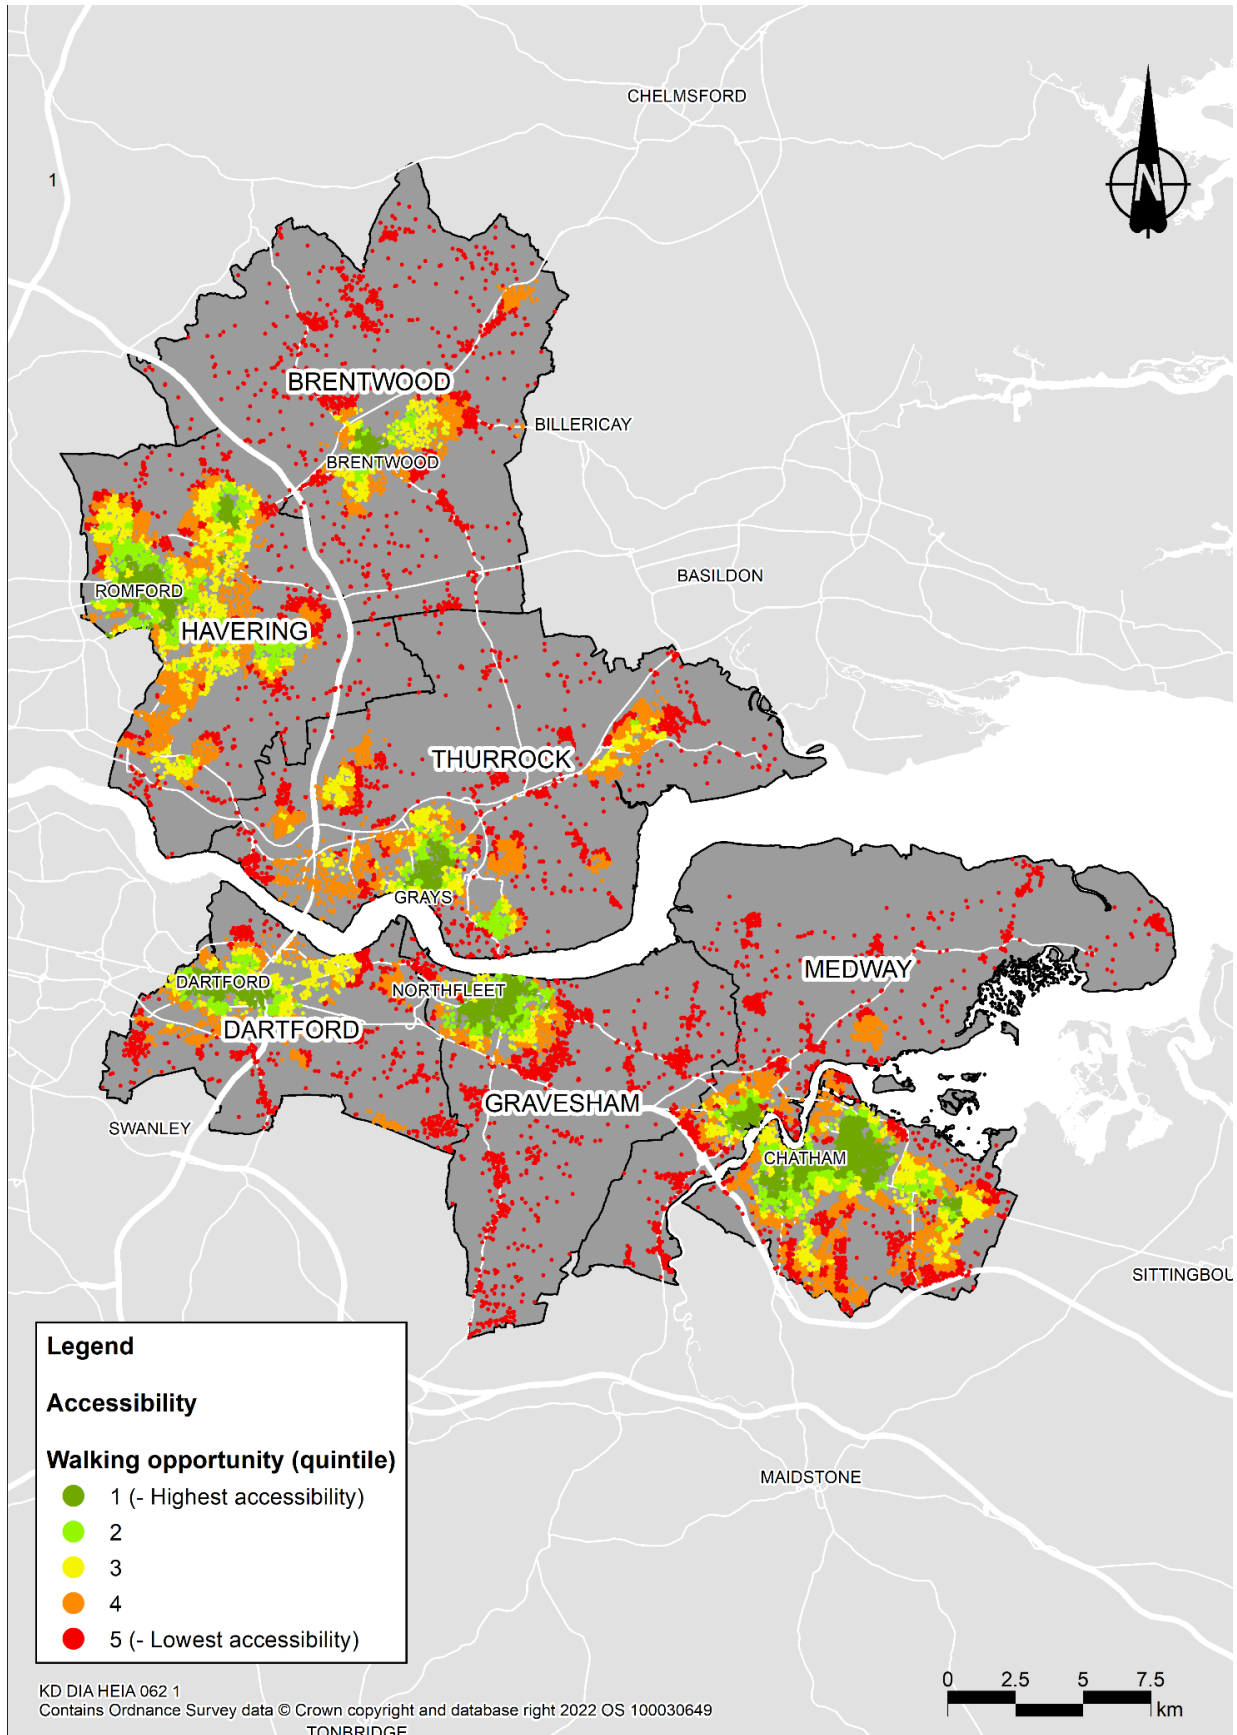 CHELMSFORD
N
1
BRENTWOOD
BILLERICAY
BRENTWOOD
BASILDON
ROMFORD
HAVERING
THURROCK
GRAYS
MEDWAY
DARTFORD
NORTHFLEET
DARTFORD
GRAVESHAM
SWANLEY
CHATHAM
SITTINGBOU
Legend
Accessibility
Walking opportunity (quintile)
1 (- Highest accessibility)
2
3
4
5 (- Lowest accessibility)
MAIDSTONE
0 2.5 5 7.5
km
KD DIA HEIA 062 1
Contains Ordnance Survey data © Crown copyright and database right 2022 OS 100030649
TONBRIDGE